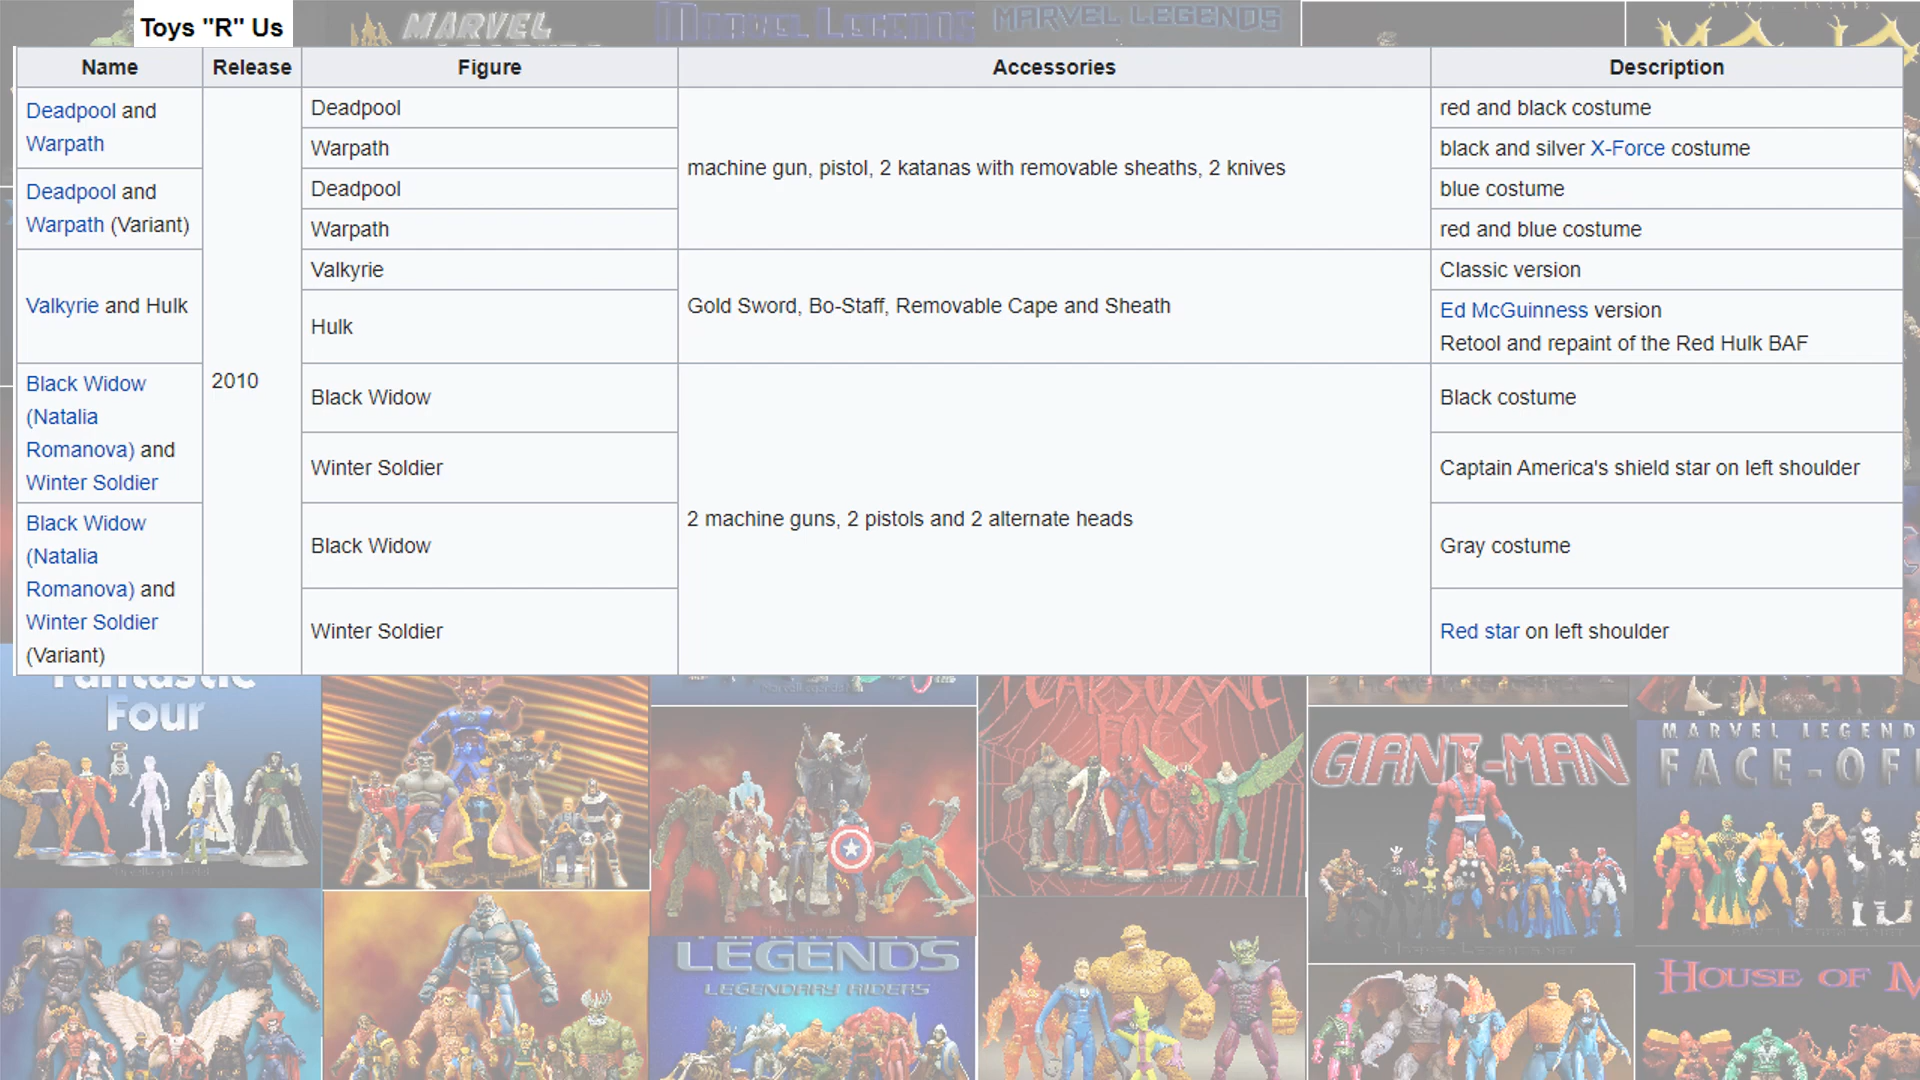 Toys "R" Us
MARVEL
MARVEL LEGENDS
MARVEL LEGENDS
Name Release Figure Accessories Description
Deadpool and
Warpath
Deadpool
red and black costume
Warpath
black and silver X-Force costume
machine gun, pistol, 2 katanas with removable sheaths, 2 knives
Deadpool and
Warpath (Variant)
Deadpool
blue costume
Warpath
red and blue costume
Valkyrie and Hulk
Valkyrie
Gold Sword, Bo-Staff, Removable Cape and Sheath
Classic version
Hulk
Ed McGuinness version
Retool and repaint of the Red Hulk BAF
2010
Black Widow
(Natalia
Romanova) and
Winter Soldier
Black Widow
Black costume
Winter Soldier
Captain America's shield star on left shoulder
2 machine guns, 2 pistols and 2 alternate heads
Black Widow
(Natalia
Romanova) and
Winter Soldier
(Variant)
Black Widow
Gray costume
Winter Soldier
Red star on left shoulder
Fantastic
Four
FEARSOME
FOES
GIANT-MAN
MARVEL LEGEND
FACE-OFF
LEGENDS
LEGENDARY RIDERS
HOUSE OF M